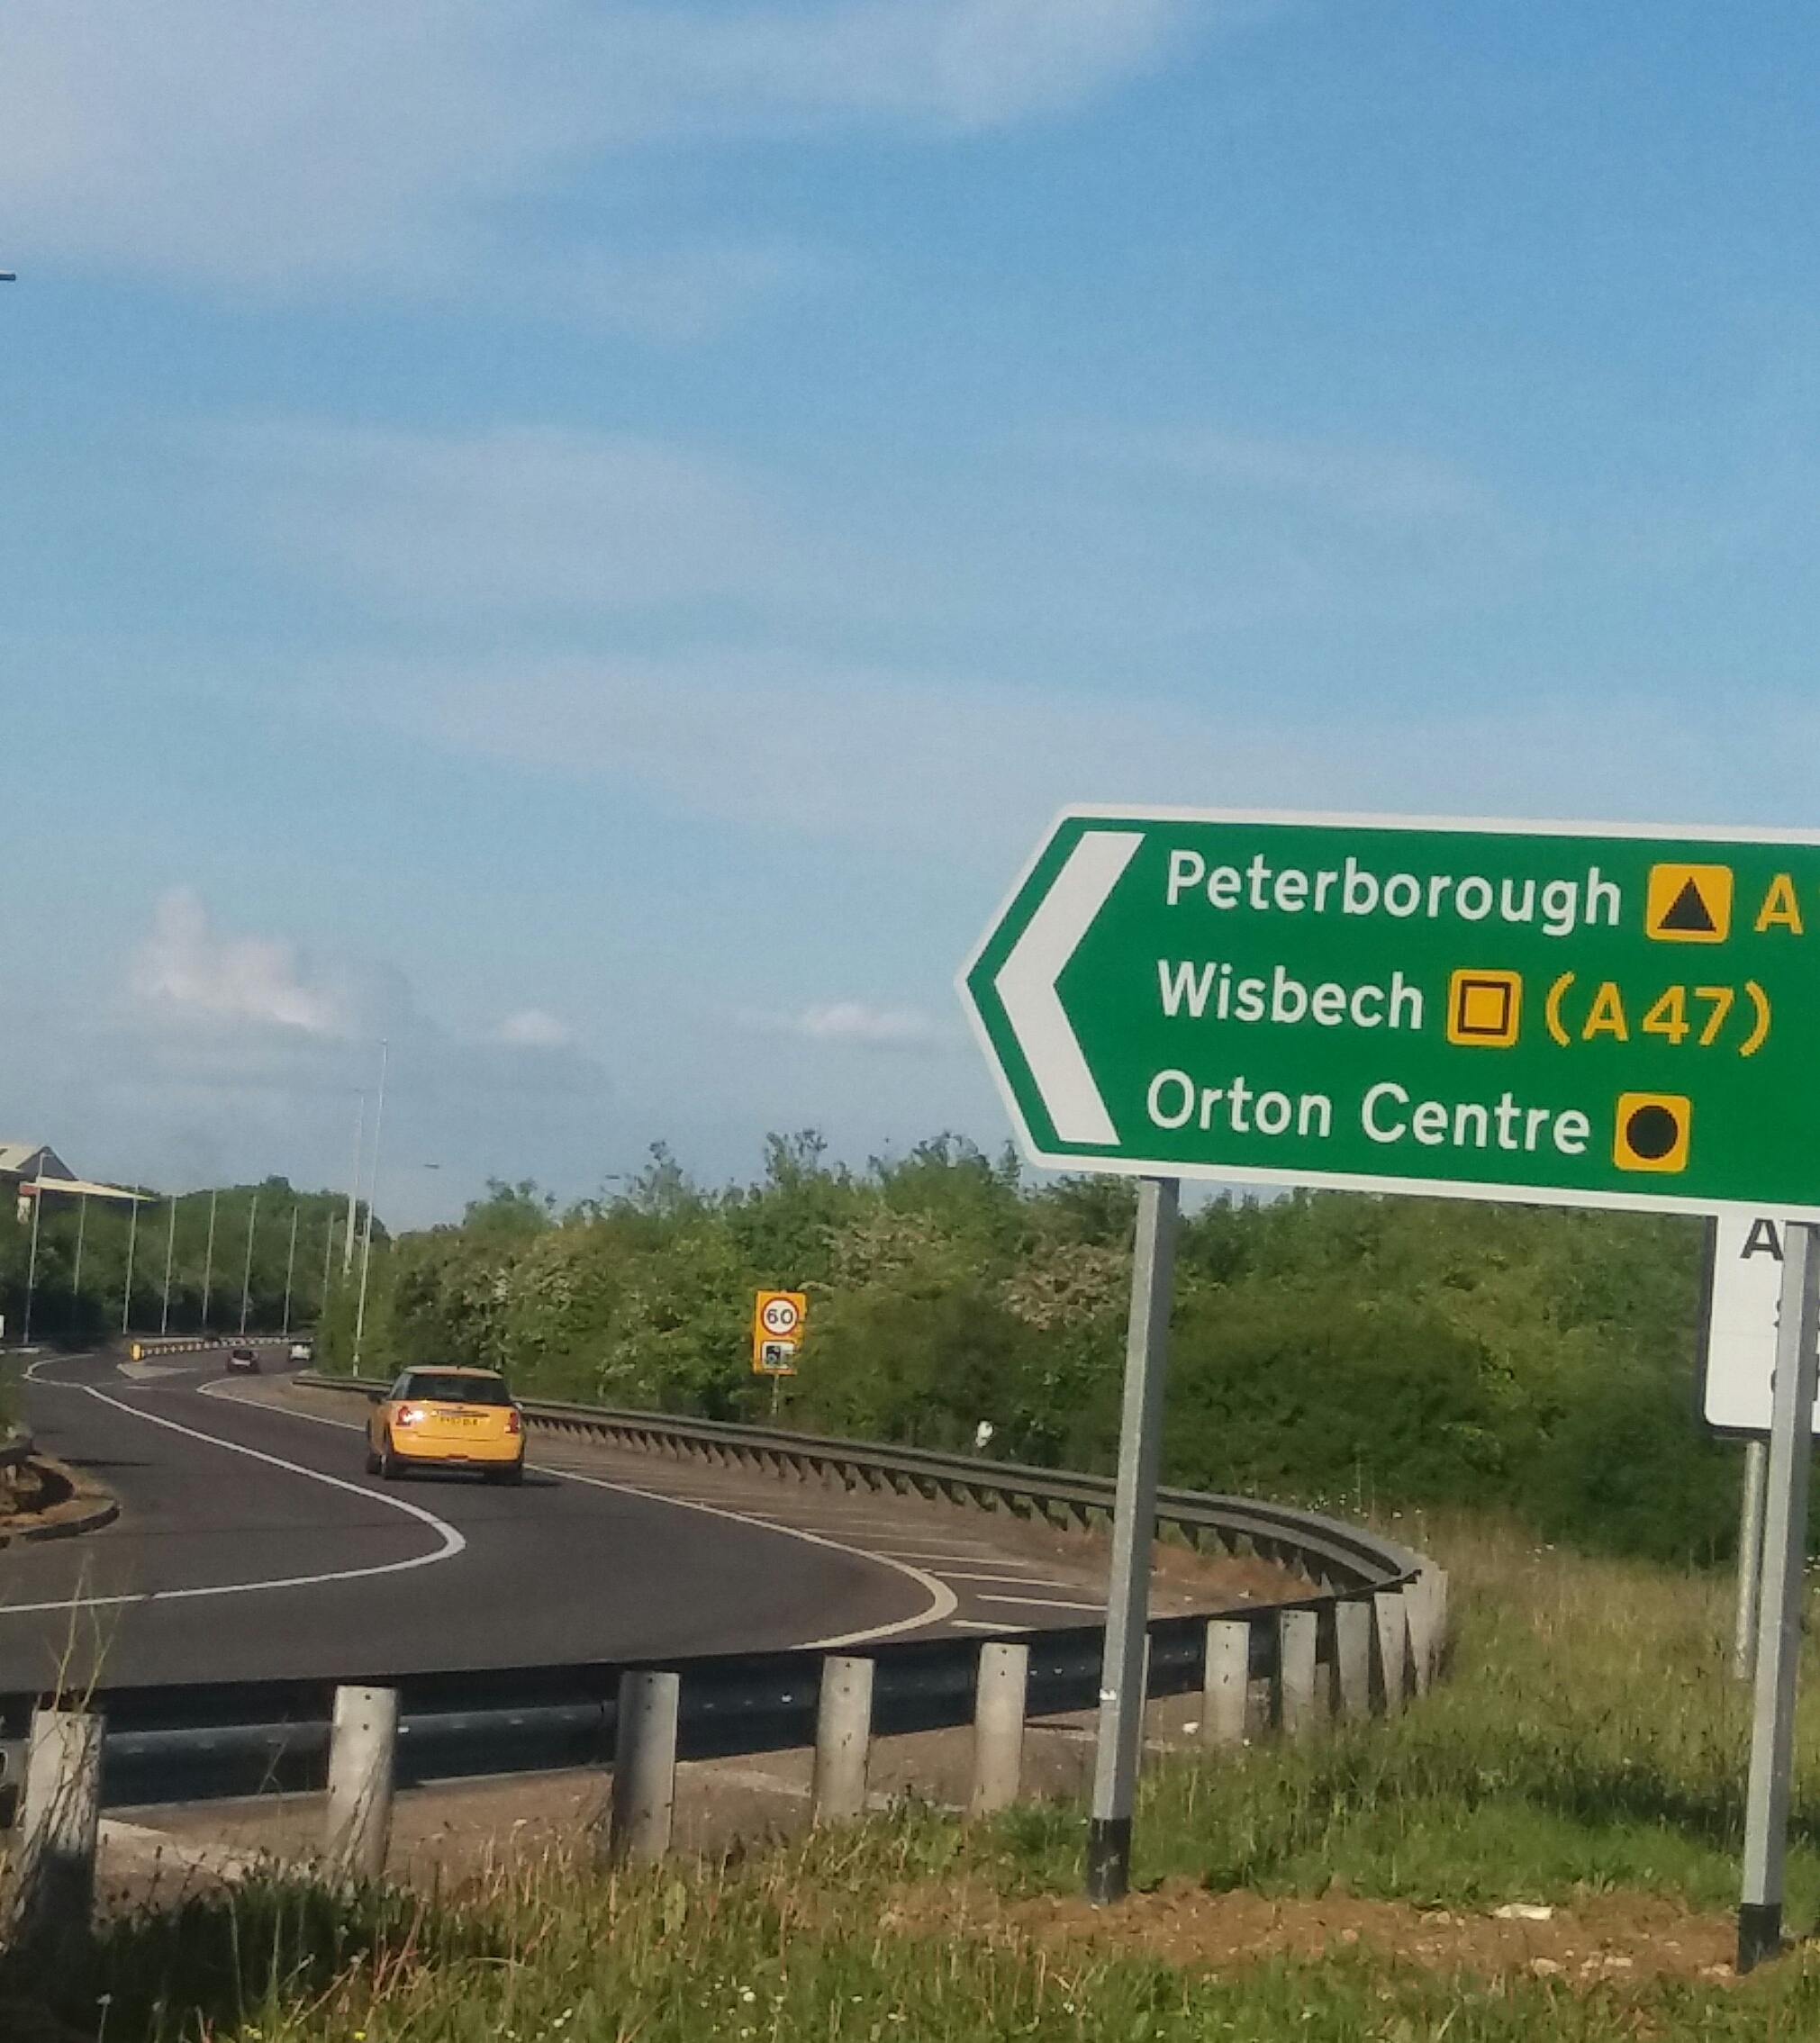 Peterborough A
Wisbech (A47)
Orton Centre
A
60